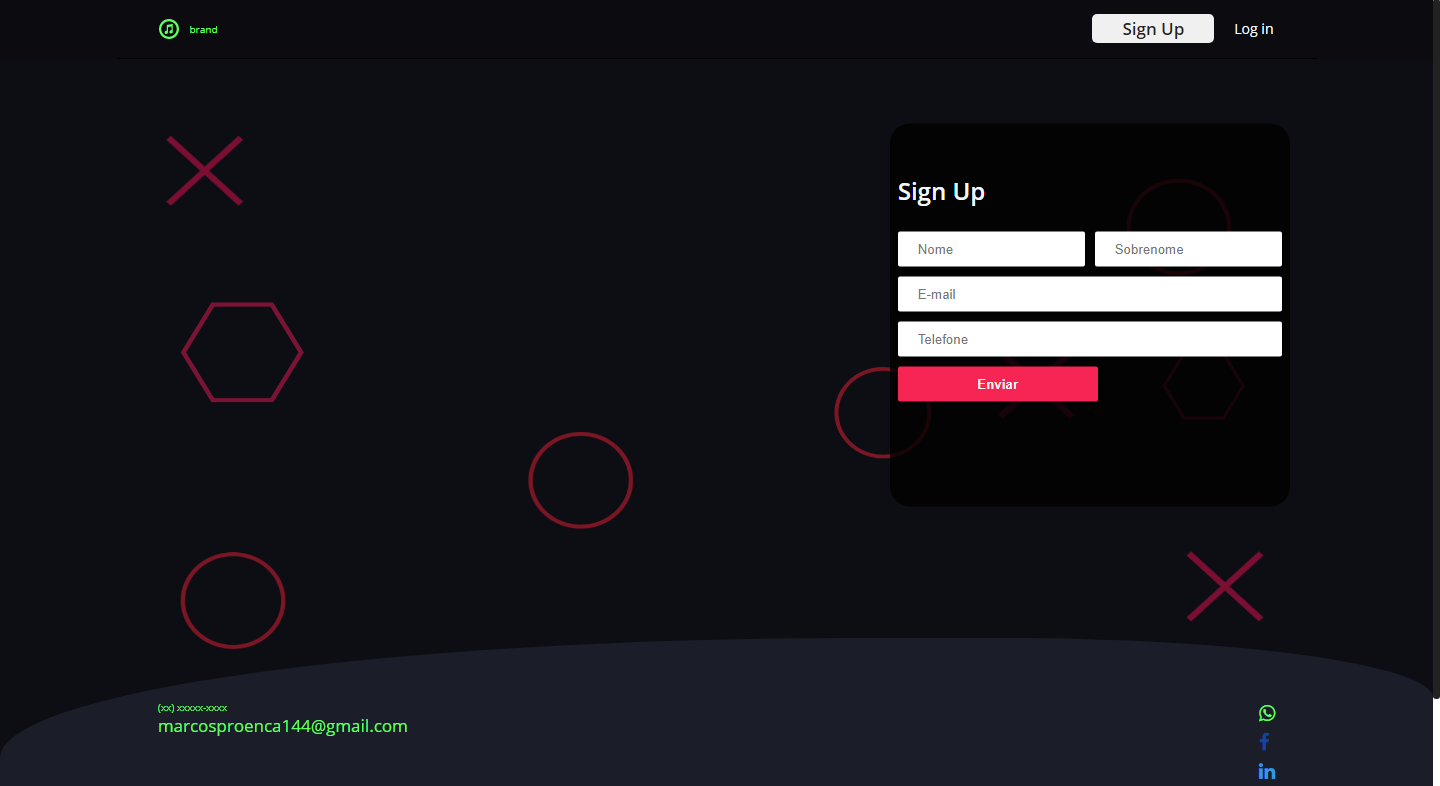 brand
Sign Up
Log in
Sign Up
Nome
Sobrenome
E-mail
Telefone
Enviar
(xx) xxxxx-xxxx
marcosproenca144@gmail.com